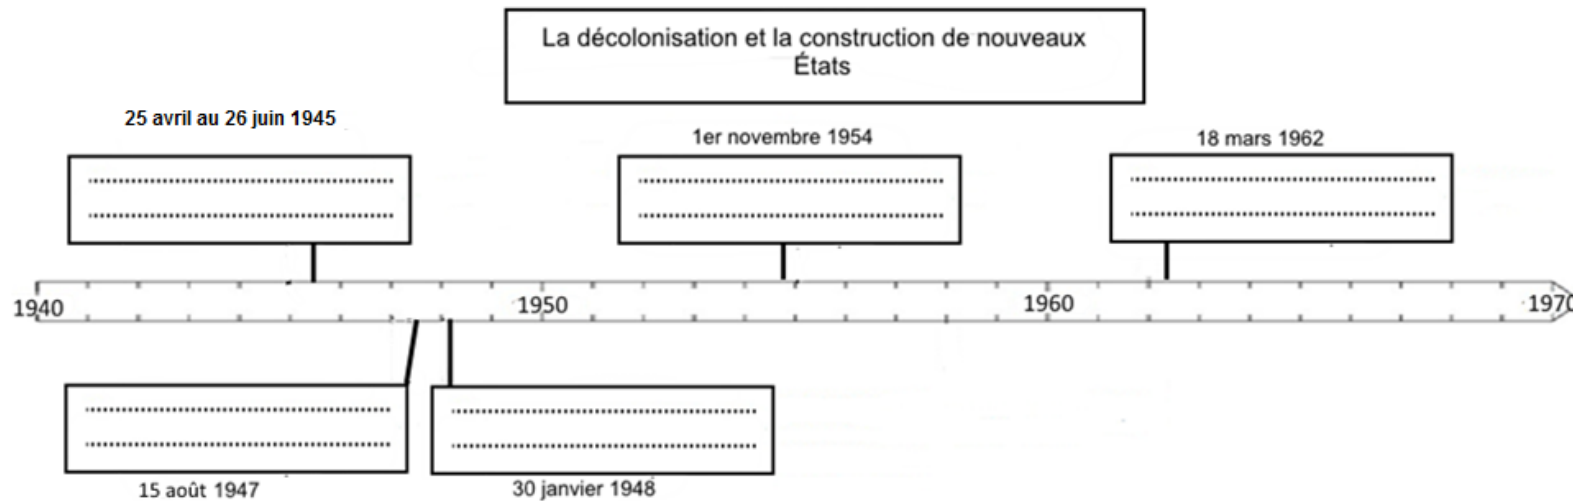 La décolonisation et la construction de nouveaux
États
25 avril au 26 juin 1945
1er novembre 1954
18 mars 1962
1940
1950
1960
1970
15 août 1947
30 janvier 1948